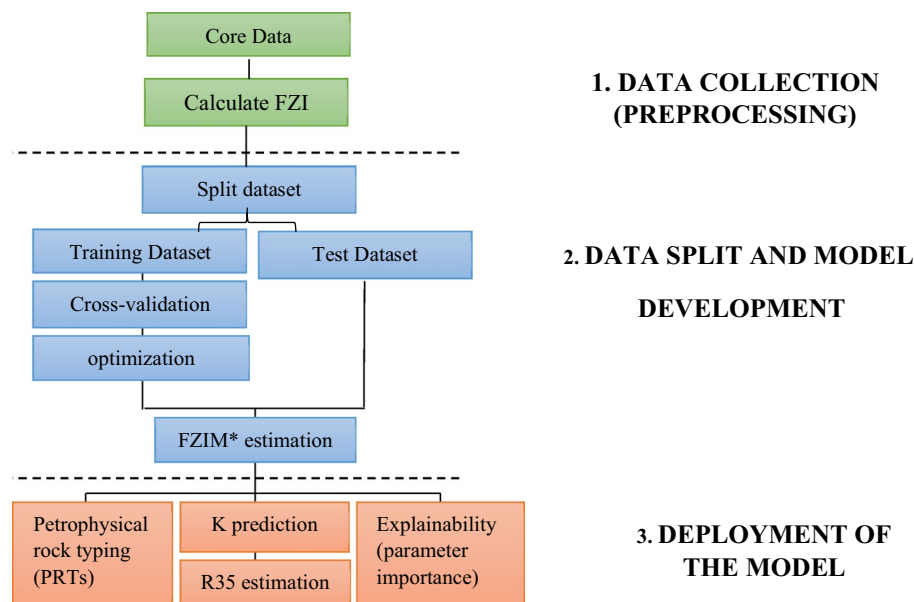 Core Data
Calculate FZI
1. DATA COLLECTION
(PREPROCESSING)
Split dataset
Training Dataset
Test Dataset
Cross-validation
optimization
FZIM* estimation
2. DATA SPLIT AND MODEL
DEVELOPMENT
Petrophysical
rock typing
(PRTs)
K prediction
R35 estimation
Explainability
(parameter
importance)
3. DEPLOYMENT OF
THE MODEL